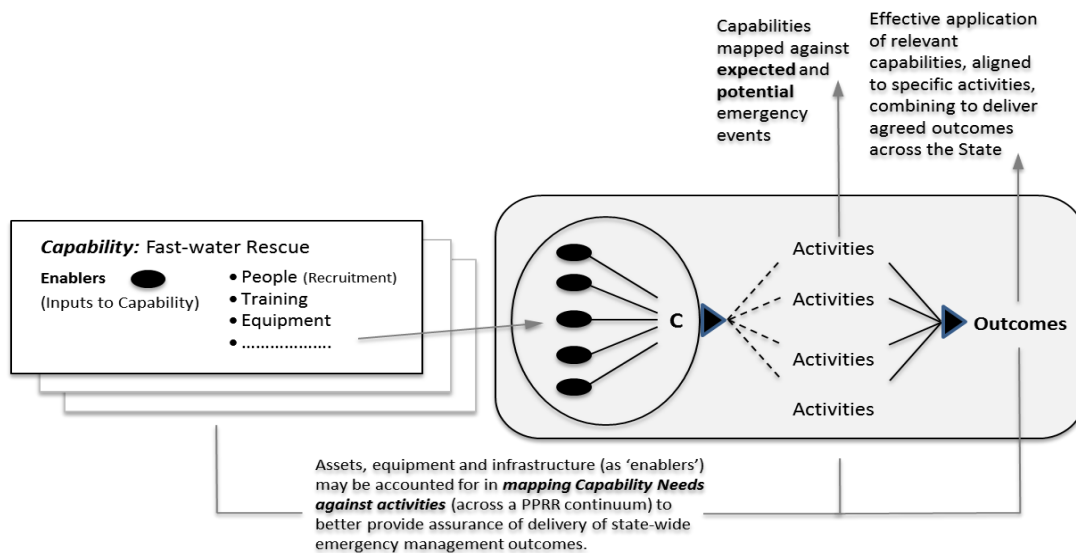 Capabilities
mapped against
expected and
potential
emergency
events
Effective application
of relevant
capabilities, aligned
to specific activities,
combining to deliver
agreed outcomes
across the State
Capability: Fast-water Rescue
Enablers
(Inputs to Capability)
• People (Recruitment)
• Training
• Equipment
• ...................
C
Activities
Activities
Activities
Activities
Outcomes
Assets, equipment and infrastructure (as ‘enablers’)
may be accounted for in mapping Capability Needs
against activities (across a PPRR continuum) to
better provide assurance of delivery of state-wide
emergency management outcomes.